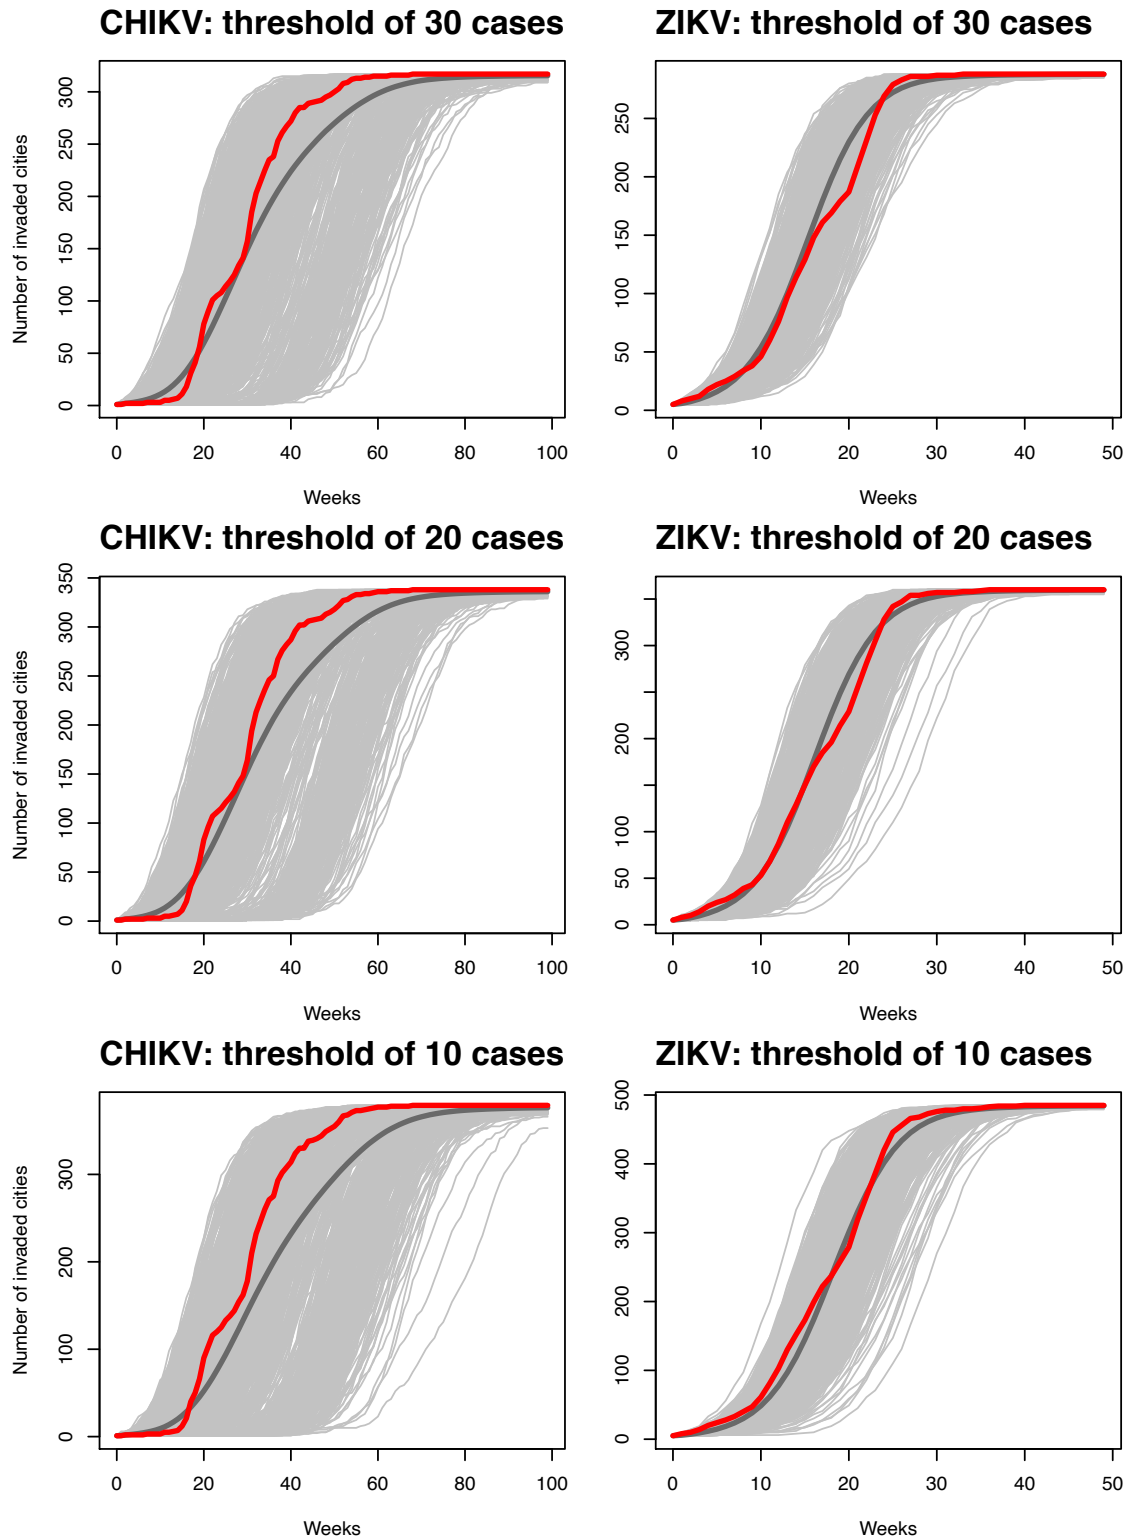 CHIKV: threshold of 30 cases
Number of invaded cities
0 50 100 150 200 250 300
0 20 40 60 80 100
Weeks
ZIKV: threshold of 30 cases
0 50 100 150 200 250
0 10 20 30 40 50
Weeks
CHIKV: threshold of 20 cases
Number of invaded cities
0 50 100 150 200 250 300 350
0 20 40 60 80 100
Weeks
ZIKV: threshold of 20 cases
0 50 100 200 300
0 10 20 30 40 50
Weeks
CHIKV: threshold of 10 cases
Number of invaded cities
0 100 200 300
0 20 40 60 80 100
Weeks
ZIKV: threshold of 10 cases
0 100 200 300 400 500
0 10 20 30 40 50
Weeks